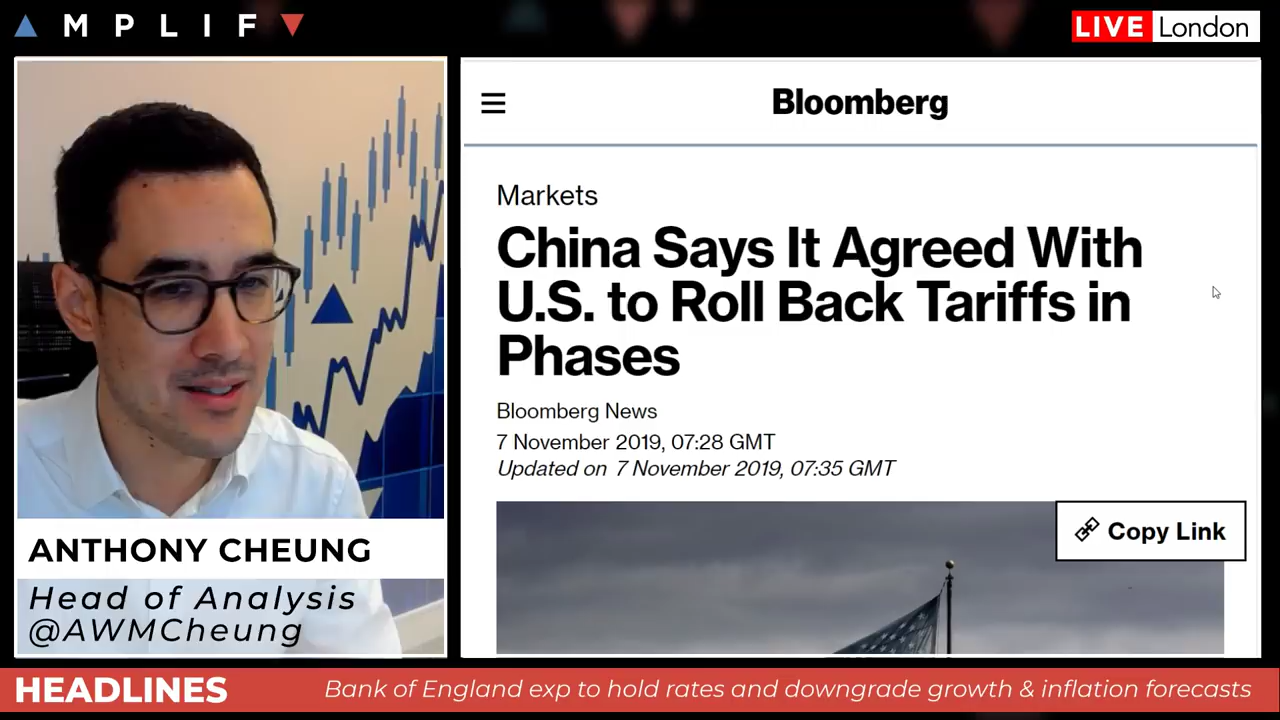 AMPLIFY
LIVE London
Bloomberg
Markets
China Says It Agreed With
U.S. to Roll Back Tariffs in
Phases
Bloomberg News
7 November 2019, 07:28 GMT
Updated on 7 November 2019, 07:35 GMT
Copy Link
ANTHONY CHEUNG
Head of Analysis
@AWMCheung
HEADLINES
Bank of England exp to hold rates and downgrade growth & inflation forecasts